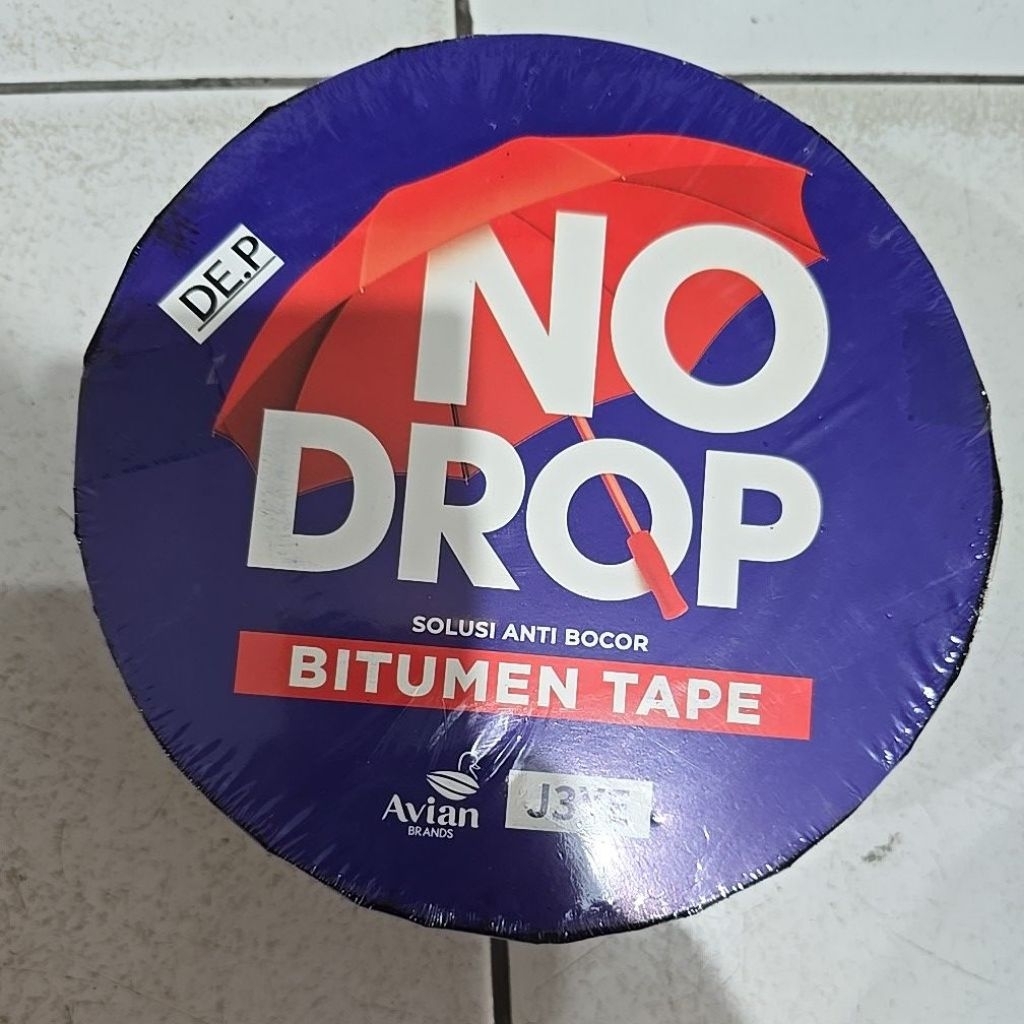 DE.P
NO
DROP
SOLUSI ANTI BOCOR
BITUMEN TAPE
Avian
BRANDS